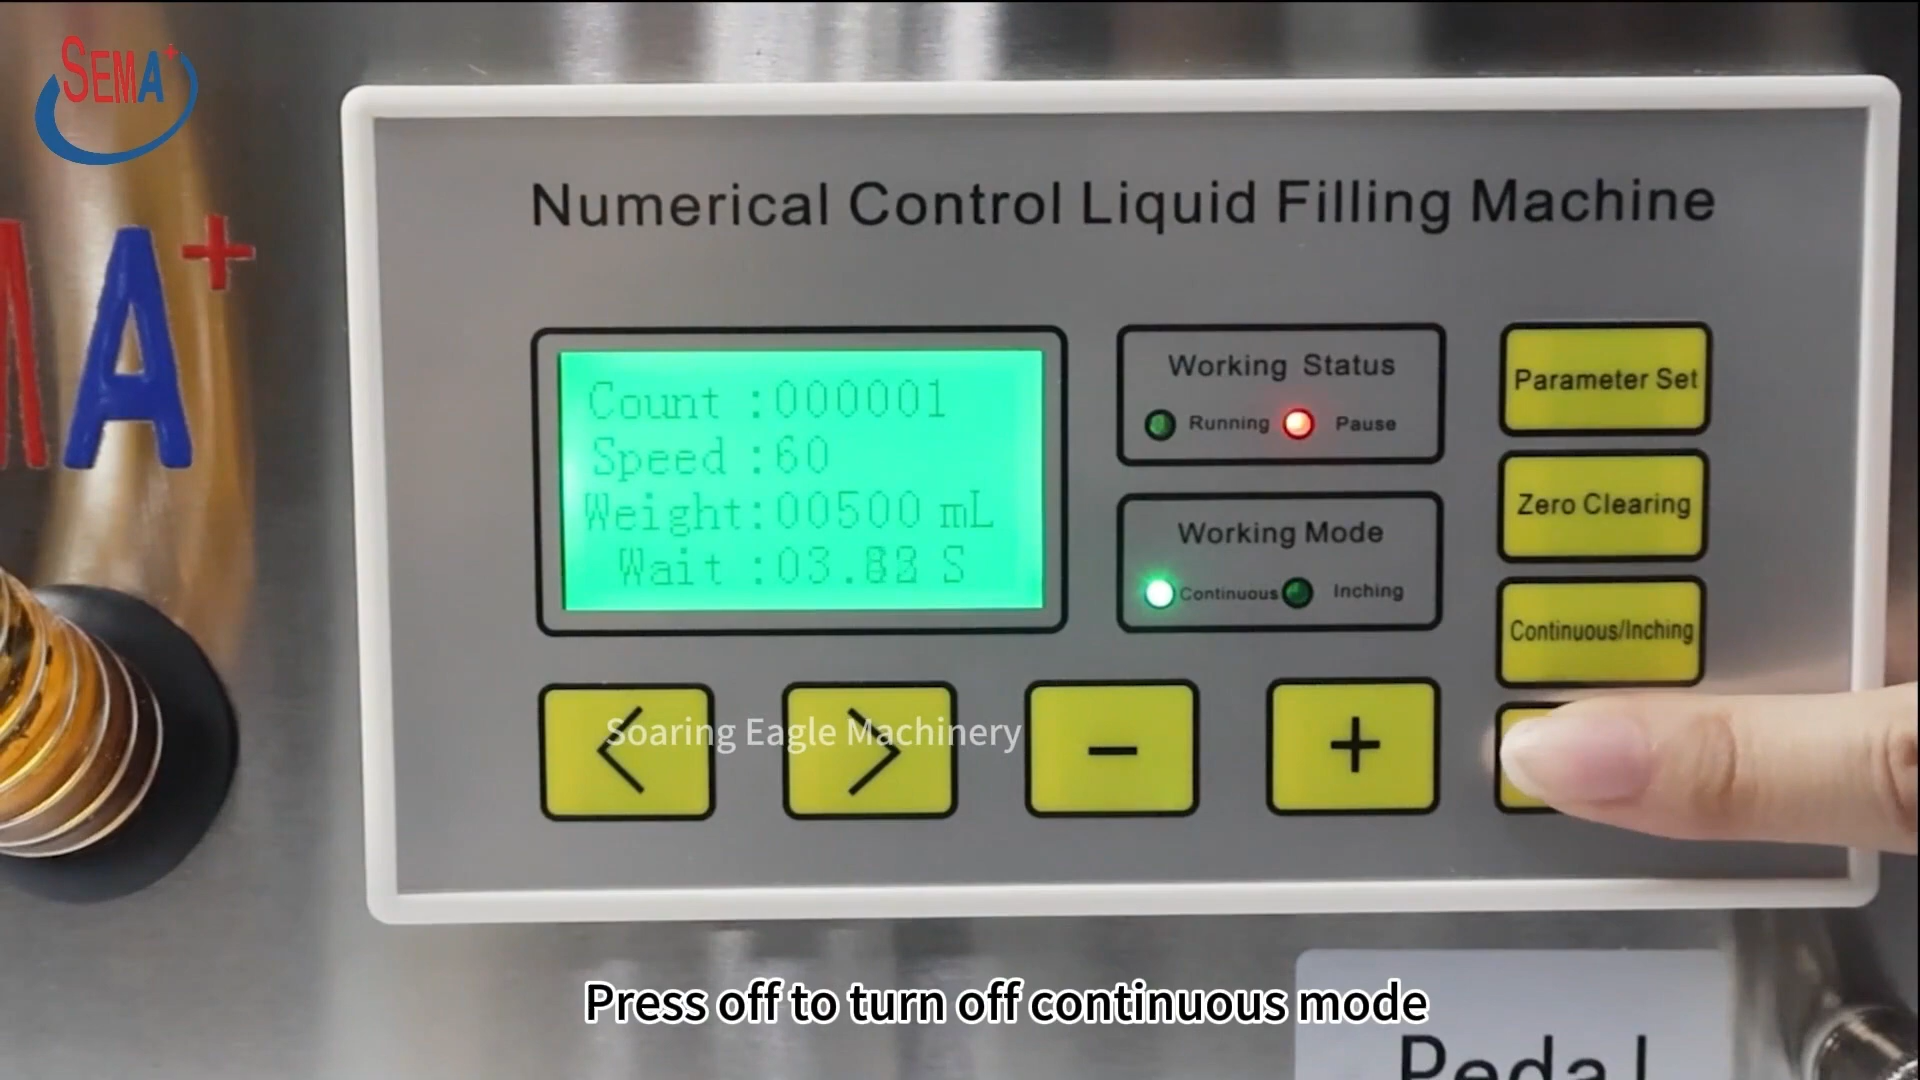 SEMA+
MA+
Numerical Control Liquid Filling Machine
Count :000001
Speed :60
Weight:00500 mL
Wait :03. S
Working Status
Running Pause
Working Mode
Continuous Inching
Parameter Set
Zero Clearing
Continuous/Inching
< > - +
Soaring Eagle Machinery
Press off to turn off continuous mode
Pedal